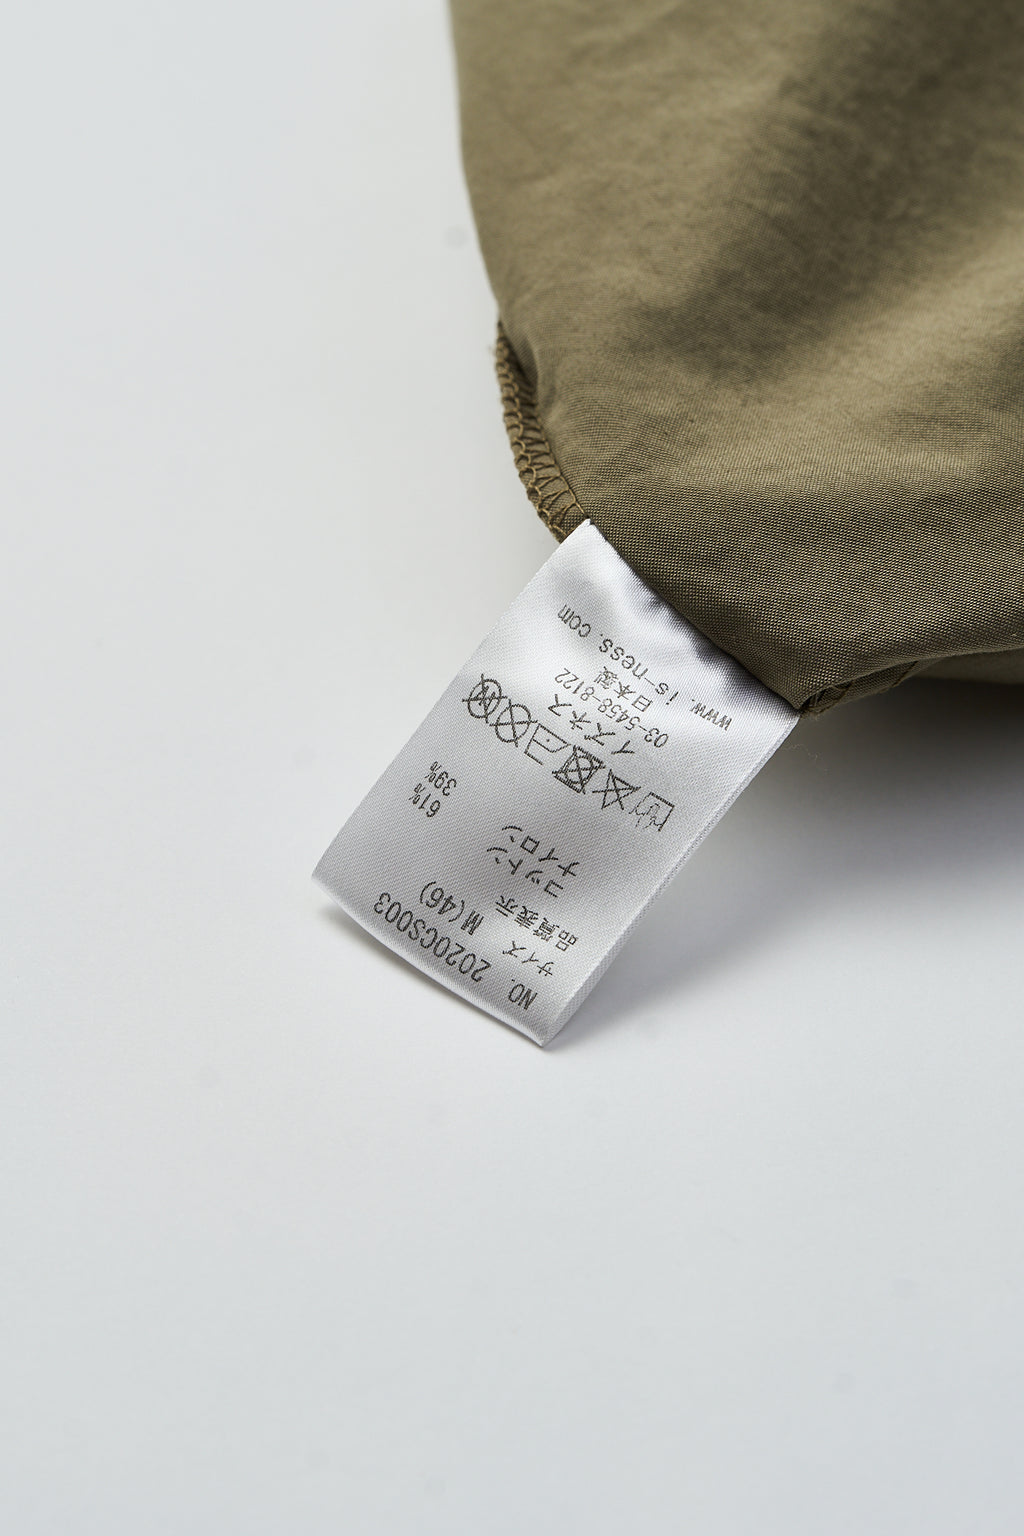 NO. 2020CS003
サイズ M(46)
品質表示
コットン 61%
ナイロン 39%
イズネス 日本製
03-5458-8122
www.is-ness.com